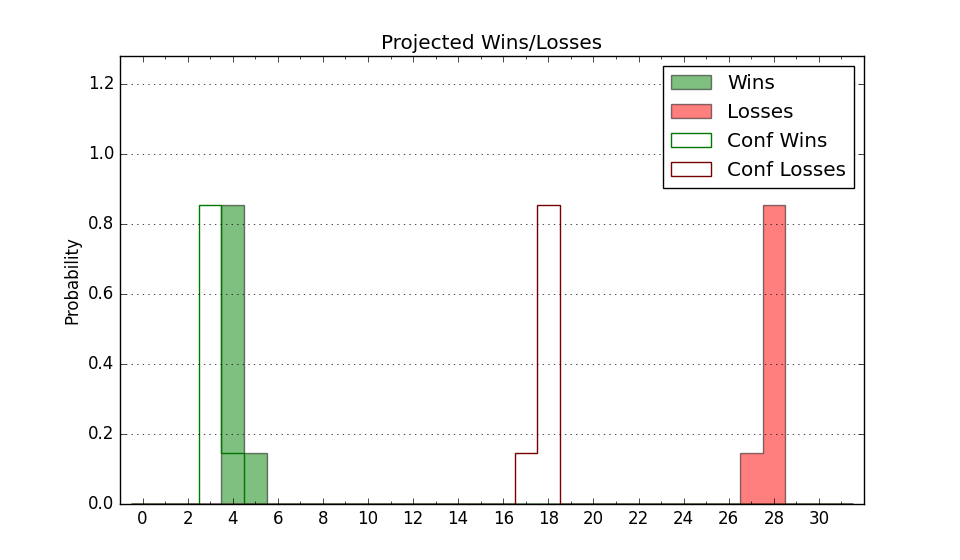 Projected Wins/Losses
1.2
1.0
0.8
0.6
0.4
0.2
0.0
Probability
Wins
Losses
Conf Wins
Conf Losses
0 2 4 6 8 10 12 14 16 18 20 22 24 26 28 30